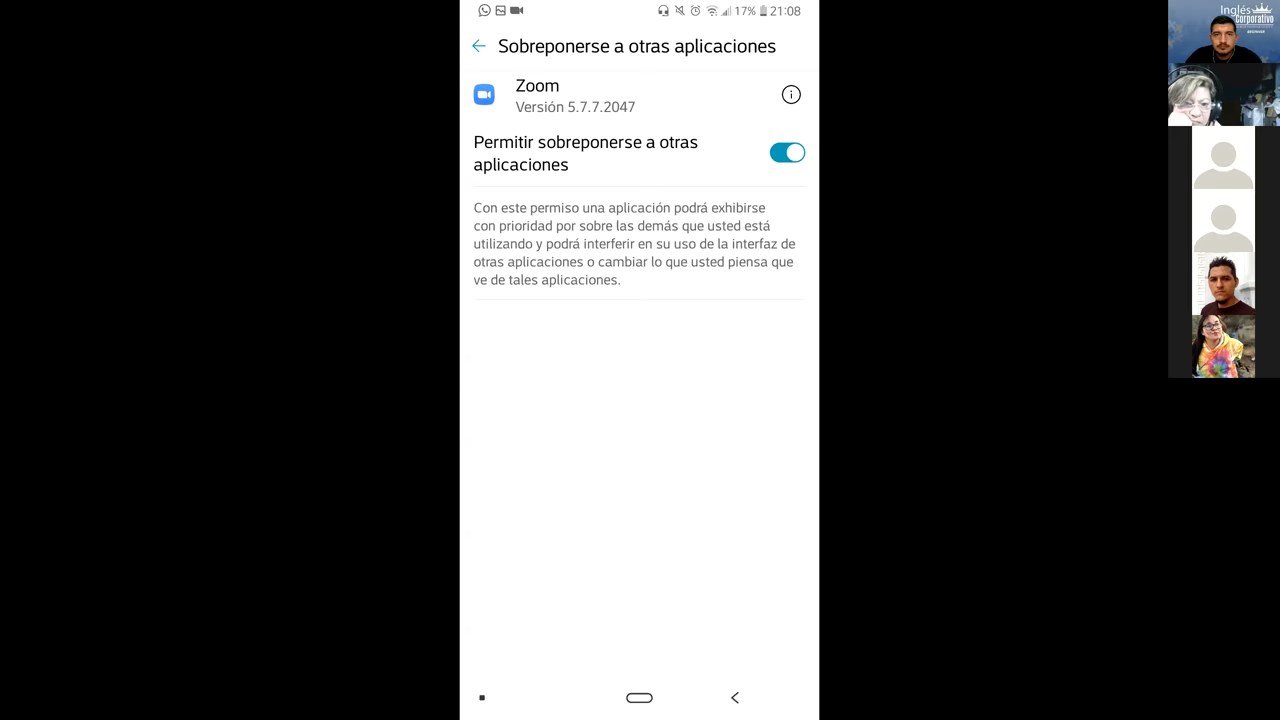 17% 21:08
Sobreponerse a otras aplicaciones
Zoom
Versión 5.7.7.2047
Permitir sobreponerse a otras
aplicaciones
Con este permiso una aplicación podrá exhibirse
con prioridad por sobre las demás que usted está
utilizando y podrá interferir en su uso de la interfaz de
otras aplicaciones o cambiar lo que usted piensa que
ve de tales aplicaciones.
Inglés
Corporativo